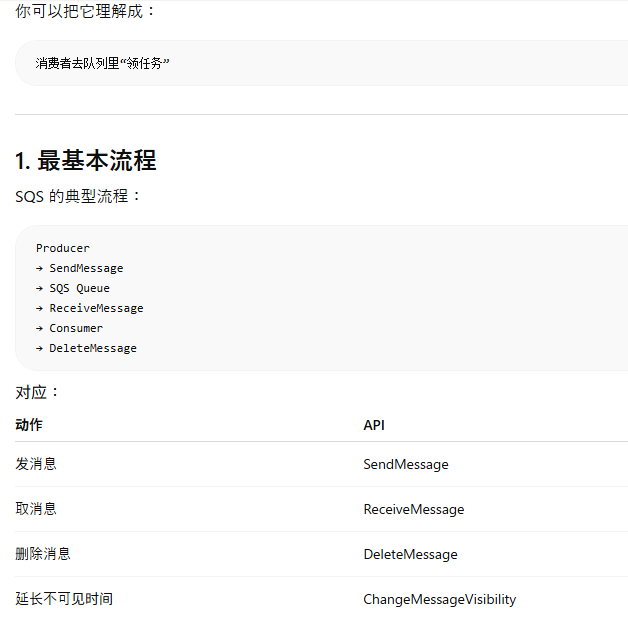 你可以把它理解成：
消费者去队列里“领任务”
1. 最基本流程
SQS 的典型流程：
Producer
→ SendMessage
→ SQS Queue
→ ReceiveMessage
→ Consumer
→ DeleteMessage
对应：
动作 API
发消息 SendMessage
取消息 ReceiveMessage
删除消息 DeleteMessage
延长不可见时间 ChangeMessageVisibility